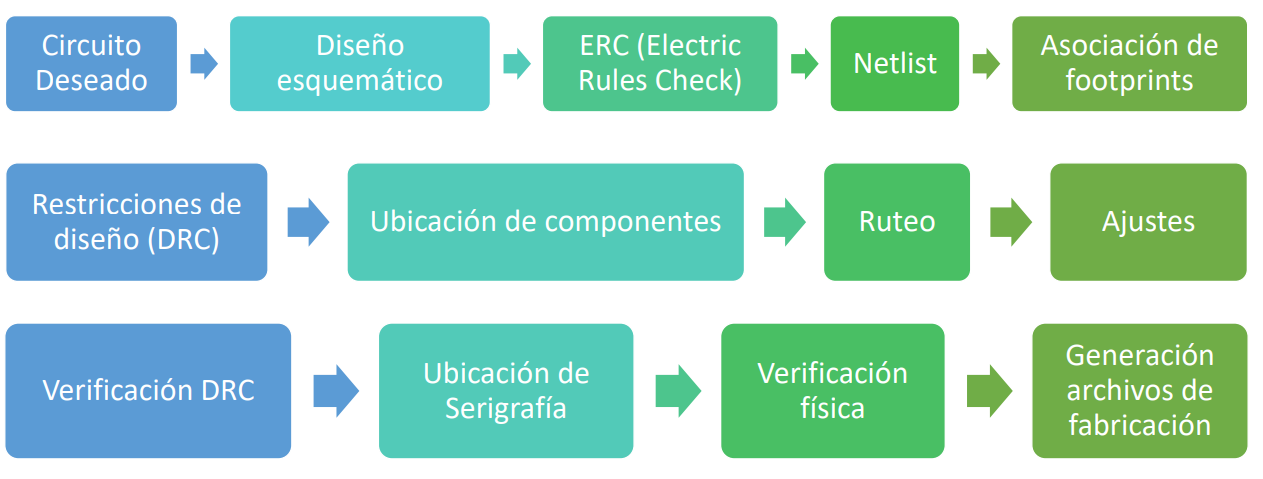 Circuito
Deseado
Diseño
esquemático
ERC (Electric
Rules Check)
Netlist
Asociación de
footprints
Restricciones de
diseño (DRC)
Ubicación de componentes
Ruteo
Ajustes
Verificación DRC
Ubicación de
Serigrafía
Verificación
física
Generación
archivos de
fabricación